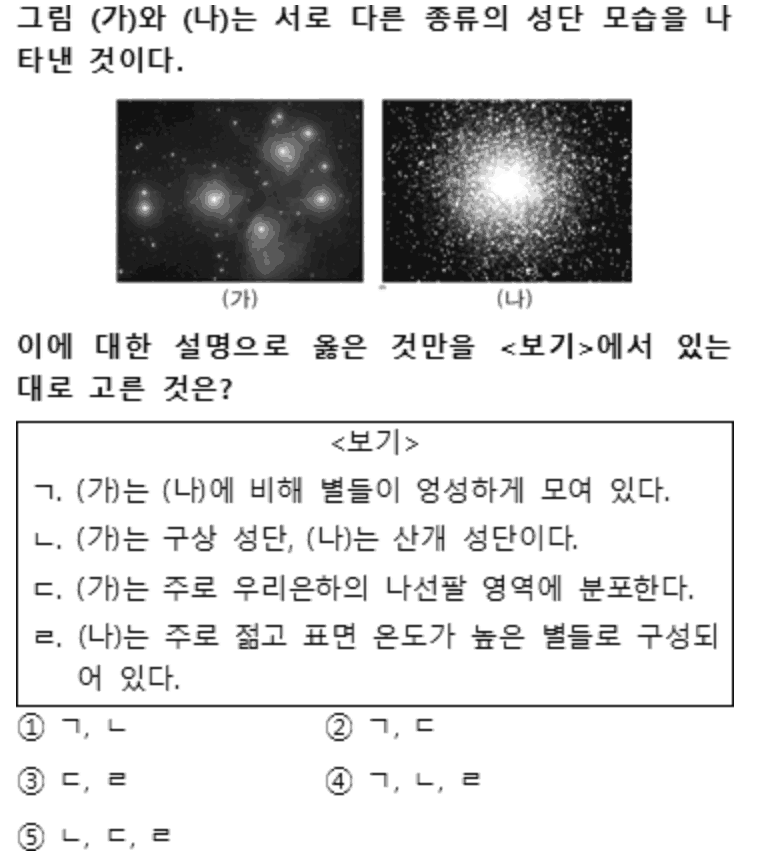 그림 (가)와 (나)는 서로 다른 종류의 성단 모습을 나
타낸 것이다.
(가)
(나)
이에 대한 설명으로 옳은 것만을 <보기>에서 있는
대로 고른 것은?
<보기>
ㄱ. (가)는 (나)에 비해 별들이 엉성하게 모여 있다.
ㄴ. (가)는 구상 성단, (나)는 산개 성단이다.
ㄷ. (가)는 주로 우리은하의 나선팔 영역에 분포한다.
ㄹ. (나)는 주로 젊고 표면 온도가 높은 별들로 구성되
어 있다.
① ㄱ, ㄴ
② ㄱ, ㄷ
③ ㄷ, ㄹ
④ ㄱ, ㄴ, ㄹ
⑤ ㄴ, ㄷ, ㄹ